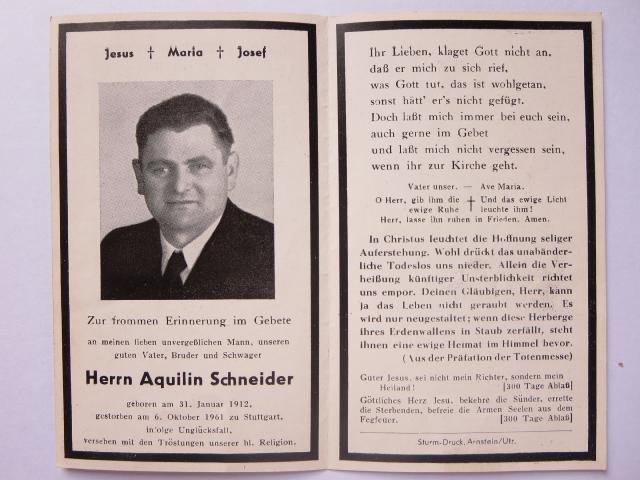 Jesus † Maria † Josef
Zur frommen Erinnerung im Gebete
an meinen lieben unvergeßlichen Mann, unseren
guten Vater, Bruder und Schwager
Herrn Aquilin Schneider
geboren am 31. Januar 1912,
gestorben am 6. Oktober 1961 zu Stuttgart,
infolge Unglücksfall,
versehen mit den Tröstungen unserer hl. Religion.
Ihr Lieben, klaget Gott nicht an,
daß er mich zu sich rief,
was Gott tut, das ist wohlgetan,
sonst hätt' er's nicht gefügt.
Doch laßt mich immer bei euch sein,
auch gerne im Gebet
und laßt mich nicht vergessen sein,
wenn ihr zur Kirche geht.
Vater unser. — Ave Maria.
O Herr, gib ihm die † Und das ewige Licht
ewige Ruhe leuchte ihm!
Herr, lasse ihn ruhen in Frieden. Amen.
In Christus leuchtet die Hoffnung seliger
Auferstehung. Wohl drückt das unabänder-
liche Todeslos uns nieder. Allein die Ver-
heißung künftiger Unsterblichkeit richtet
uns empor. Deinen Gläubigen, Herr, kann
ja das Leben nicht geraubt werden. Es
wird nur neugestaltet; wenn diese Herberge
ihres Erdenwallens in Staub zerfällt, steht
ihnen eine ewige Heimat im Himmel bevor.
(Aus der Präfation der Totenmesse)
Guter Jesus, sei nicht mein Richter, sondern mein
Heiland! [300 Tage Ablaß]
Göttliches Herz Jesu, bekehre die Sünder, errette
die Sterbenden, befreie die Armen Seelen aus dem
Fegfeuer. [300 Tage Ablaß]
Sturm-Druck, Arnstein/Ufr.